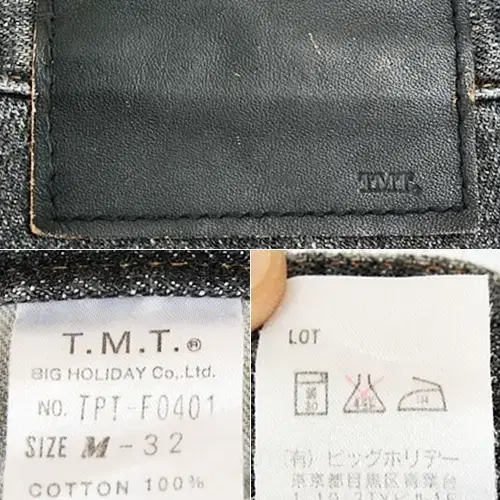 TMT.
T.M.T.®
BIG HOLIDAY Co.,Ltd.
NO. TPT-F0401
SIZE M-32
COTTON 100%
LOT
(有)ビッグホリデー
東京都目黒区青葉台